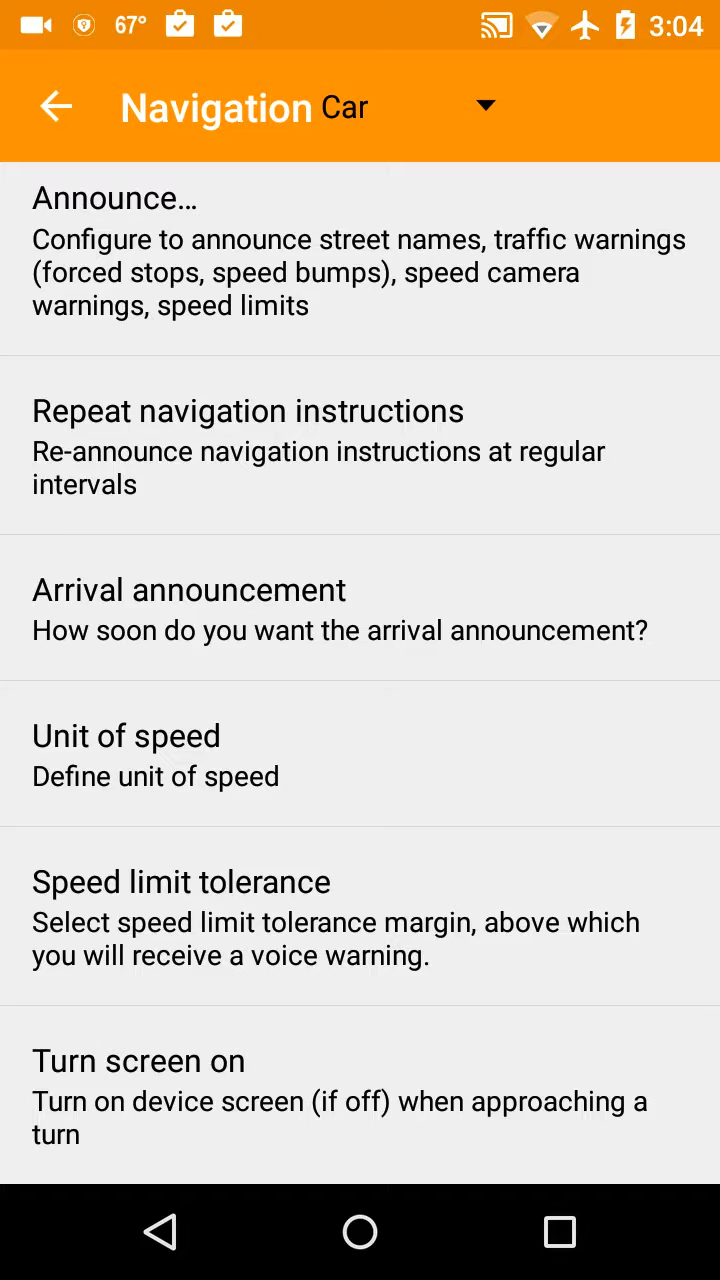 67° 3:04
Navigation Car
Announce…
Configure to announce street names, traffic warnings
(forced stops, speed bumps), speed camera
warnings, speed limits
Repeat navigation instructions
Re-announce navigation instructions at regular
intervals
Arrival announcement
How soon do you want the arrival announcement?
Unit of speed
Define unit of speed
Speed limit tolerance
Select speed limit tolerance margin, above which
you will receive a voice warning.
Turn screen on
Turn on device screen (if off) when approaching a
turn